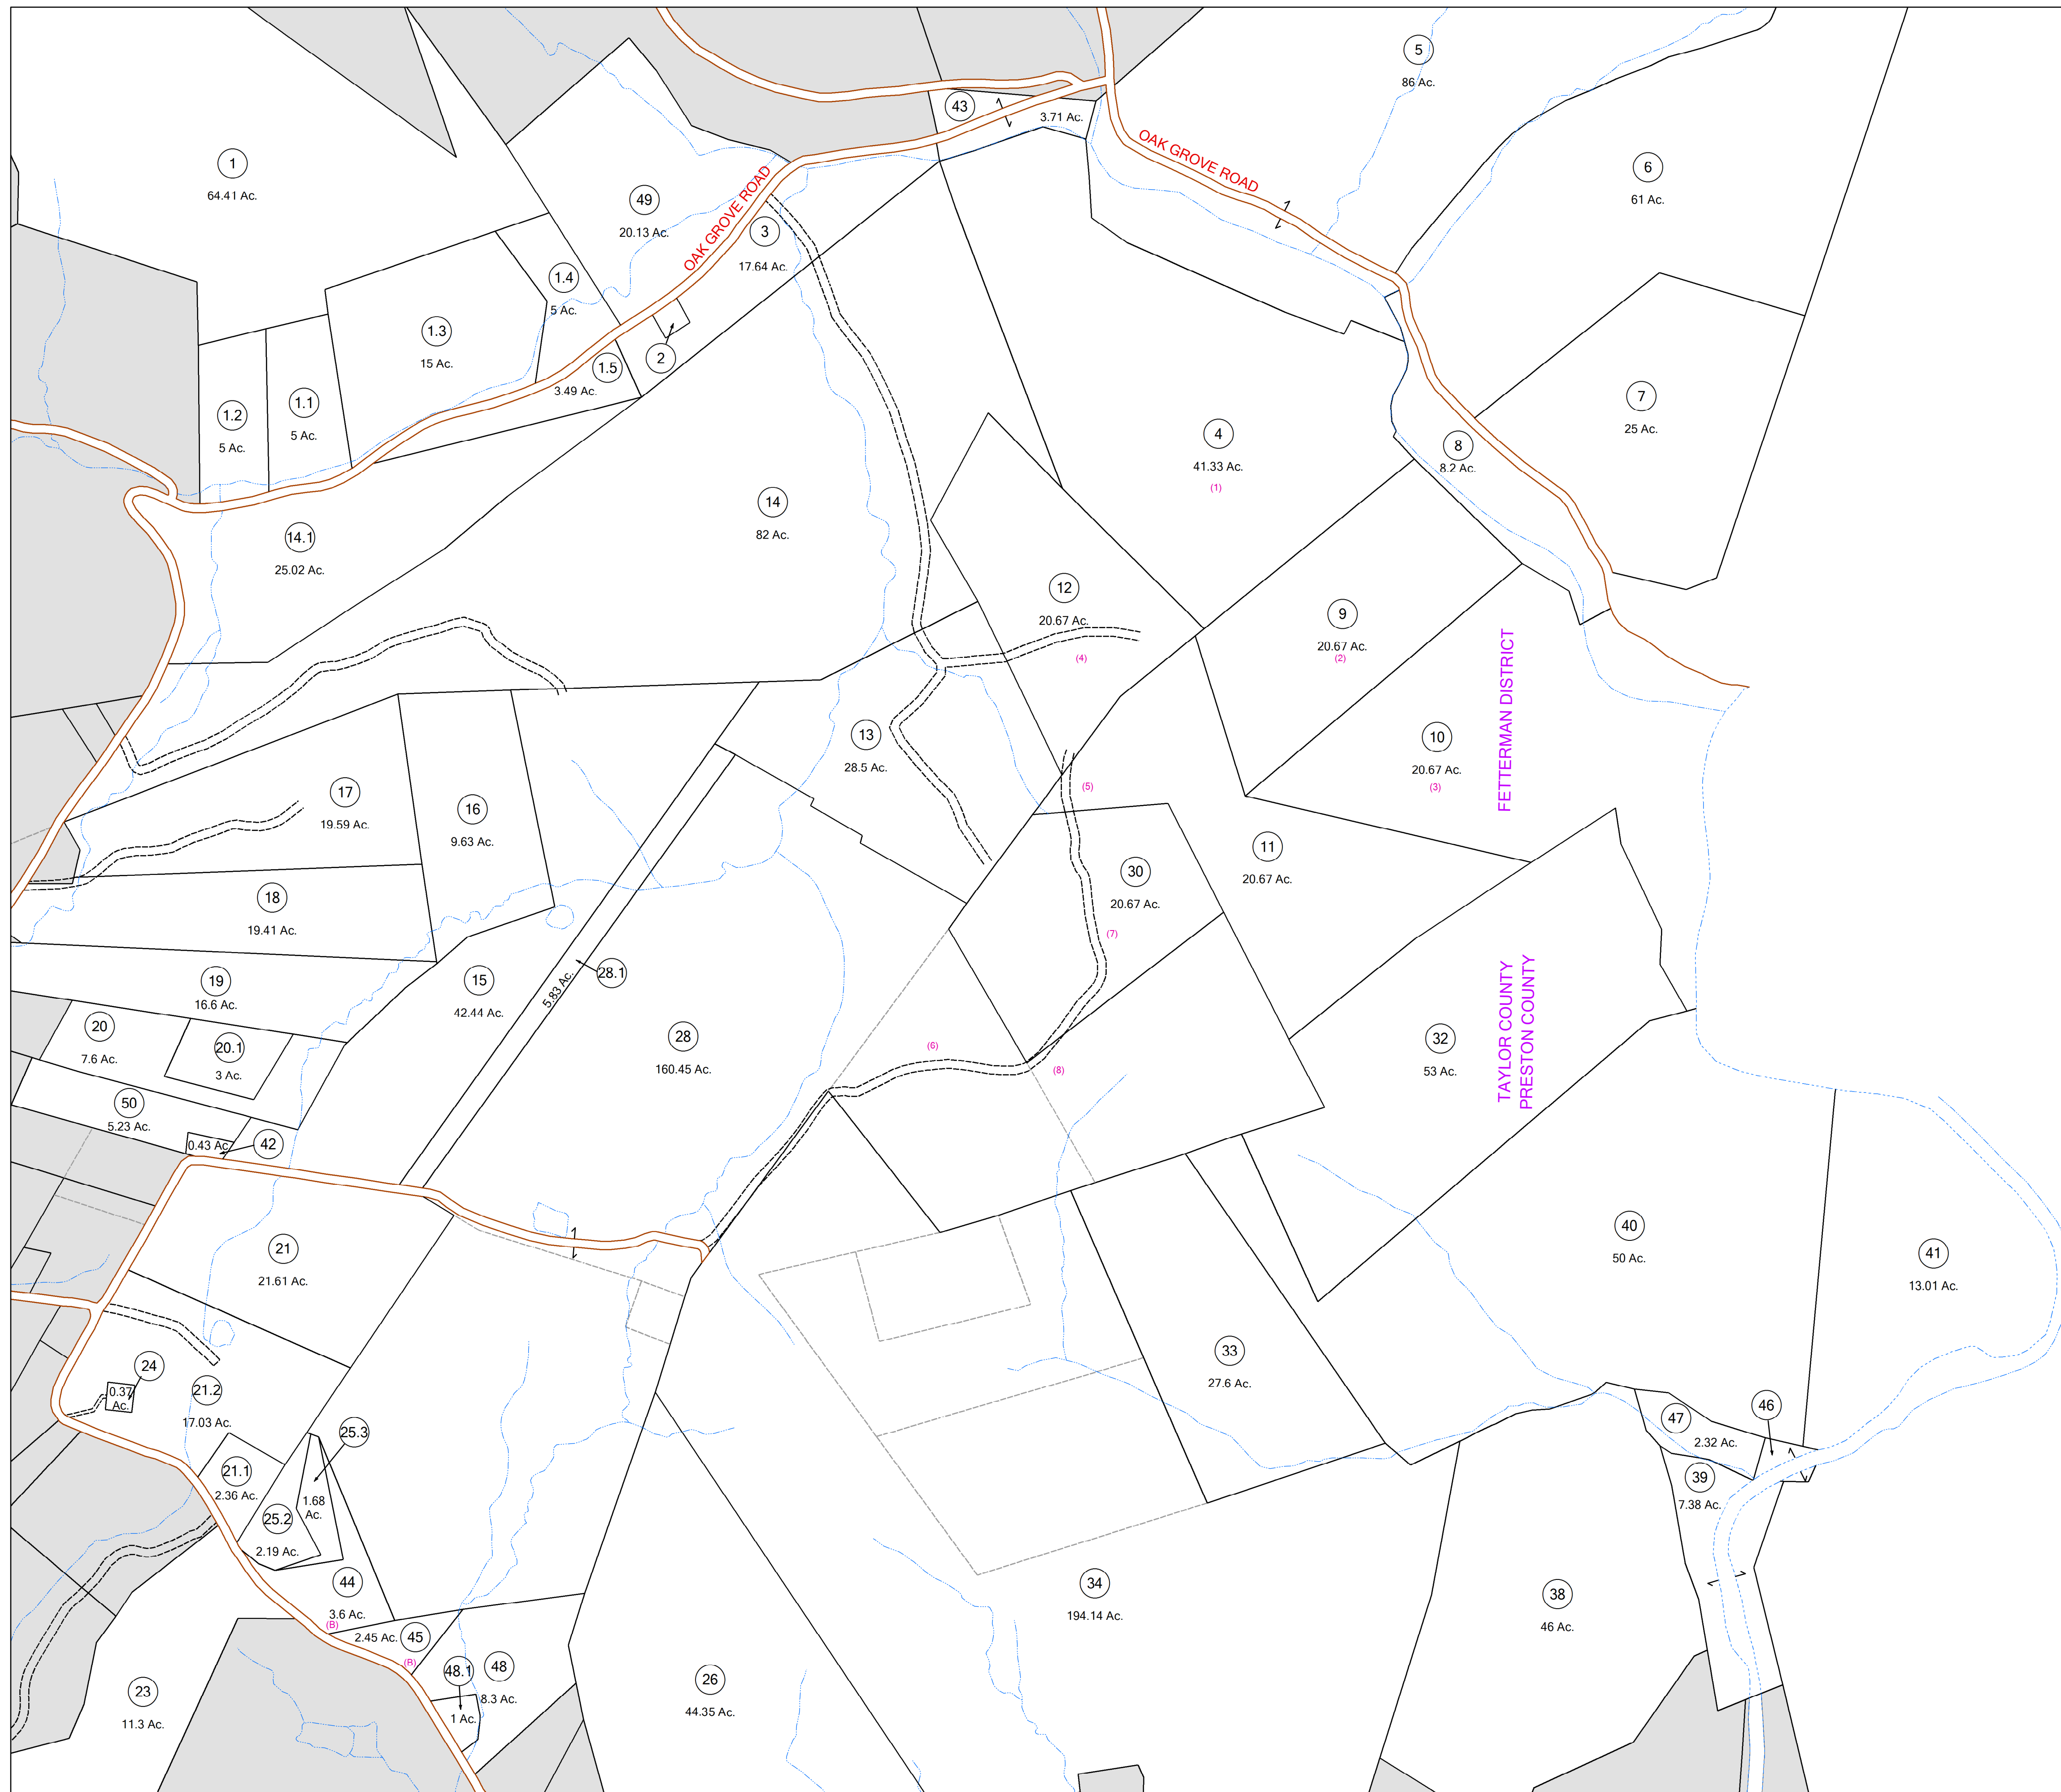 5
86 Ac.
43
3.71 Ac.
OAK GROVE ROAD
1
64.41 Ac.
6
61 Ac.
49
20.13 Ac.
OAK GROVE ROAD
3
17.64 Ac.
1.4
5 Ac.
1.3
15 Ac.
2
1.5
3.49 Ac.
1.2
5 Ac.
1.1
5 Ac.
7
25 Ac.
4
41.33 Ac.
(1)
8
8.2 Ac.
14
82 Ac.
14.1
25.02 Ac.
12
20.67 Ac.
(4)
9
20.67 Ac.
(2)
FETTERMAN DISTRICT
13
28.5 Ac.
10
20.67 Ac.
(3)
(5)
17
19.59 Ac.
16
9.63 Ac.
11
20.67 Ac.
30
20.67 Ac.
(7)
18
19.41 Ac.
19
16.6 Ac.
15
42.44 Ac.
28.1
5.83 Ac.
20
7.6 Ac.
20.1
3 Ac.
28
160.45 Ac.
(6)
(8)
32
53 Ac.
TAYLOR COUNTY
PRESTON COUNTY
50
5.23 Ac.
0.43 Ac.
42
21
21.61 Ac.
40
50 Ac.
41
13.01 Ac.
33
27.6 Ac.
24
0.37
Ac.
21.2
17.03 Ac.
25.3
1.68
Ac.
21.1
2.36 Ac.
25.2
2.19 Ac.
47
2.32 Ac.
46
39
7.38 Ac.
44
3.6 Ac.
(B)
2.45 Ac.
45
(B)
34
194.14 Ac.
38
46 Ac.
48.1
1 Ac.
48
8.3 Ac.
23
11.3 Ac.
26
44.35 Ac.